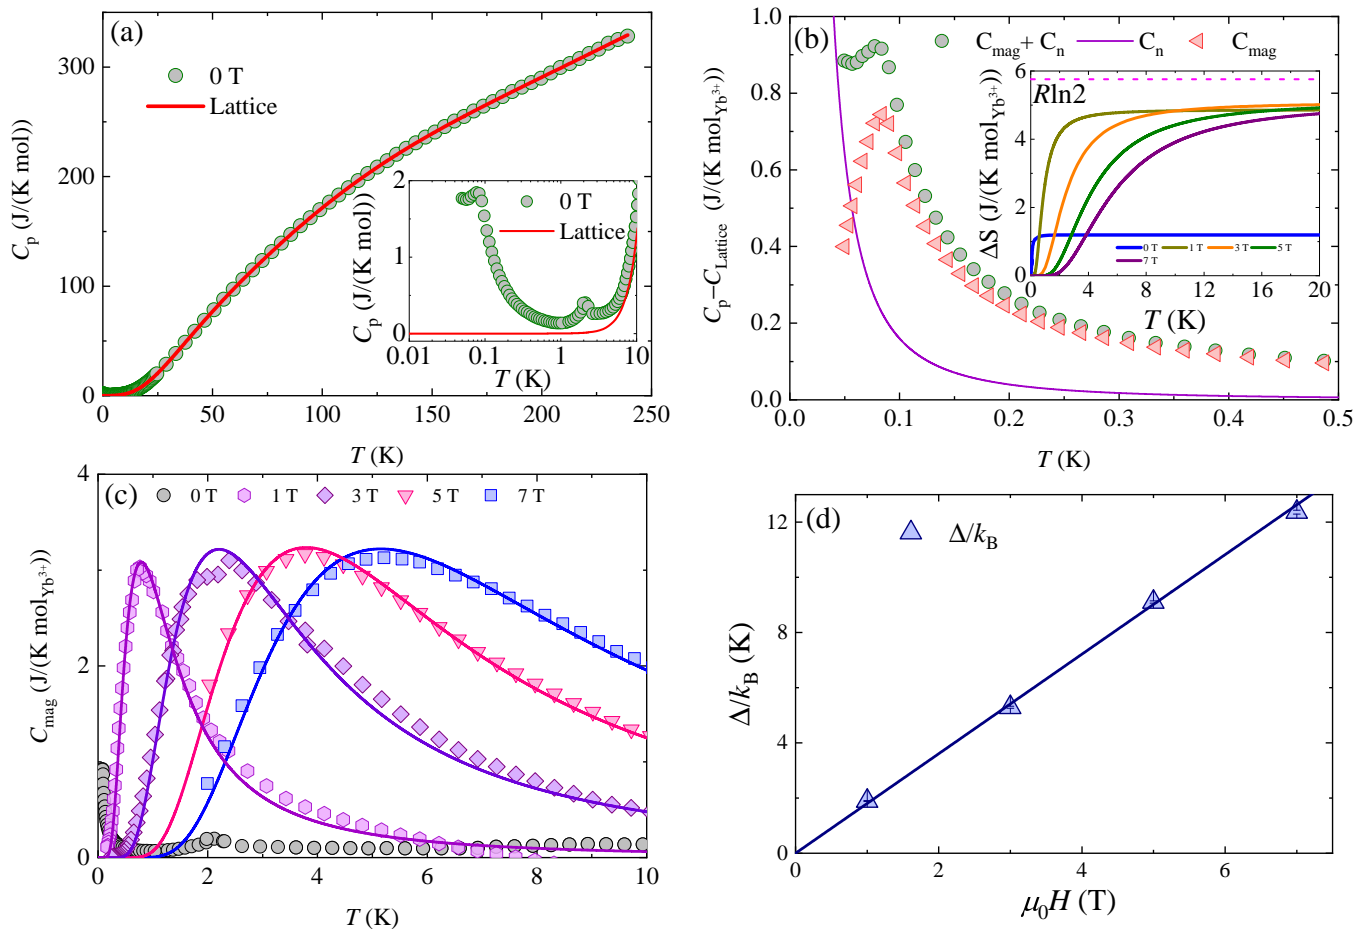 (a)
0 T
Lattice
C_p (J/(K mol))
300
200
100
0
0 50 100 150 200 250
T (K)
0 T
Lattice
C_p (J/(K mol))
2
1
0
0.01 0.1 1 10
T (K)
(b)
C_mag + C_n C_n C_mag
C_p−C_Lattice (J/(K mol_Yb³⁺))
1.0
0.8
0.6
0.4
0.2
0.0
0.0 0.1 0.2 0.3 0.4 0.5
T (K)
Rln2
ΔS (J/(K mol_Yb³⁺))
6
4
2
0
0 T 1 T 3 T 5 T
7 T
0 4 8 12 16 20
T (K)
(c)
0 T 1 T 3 T 5 T 7 T
C_mag (J/(K mol_Yb³⁺))
4
2
0
0 2 4 6 8 10
T (K)
(d)
Δ/k_B
Δ/k_B (K)
12
8
4
0
0 2 4 6
μ₀H (T)